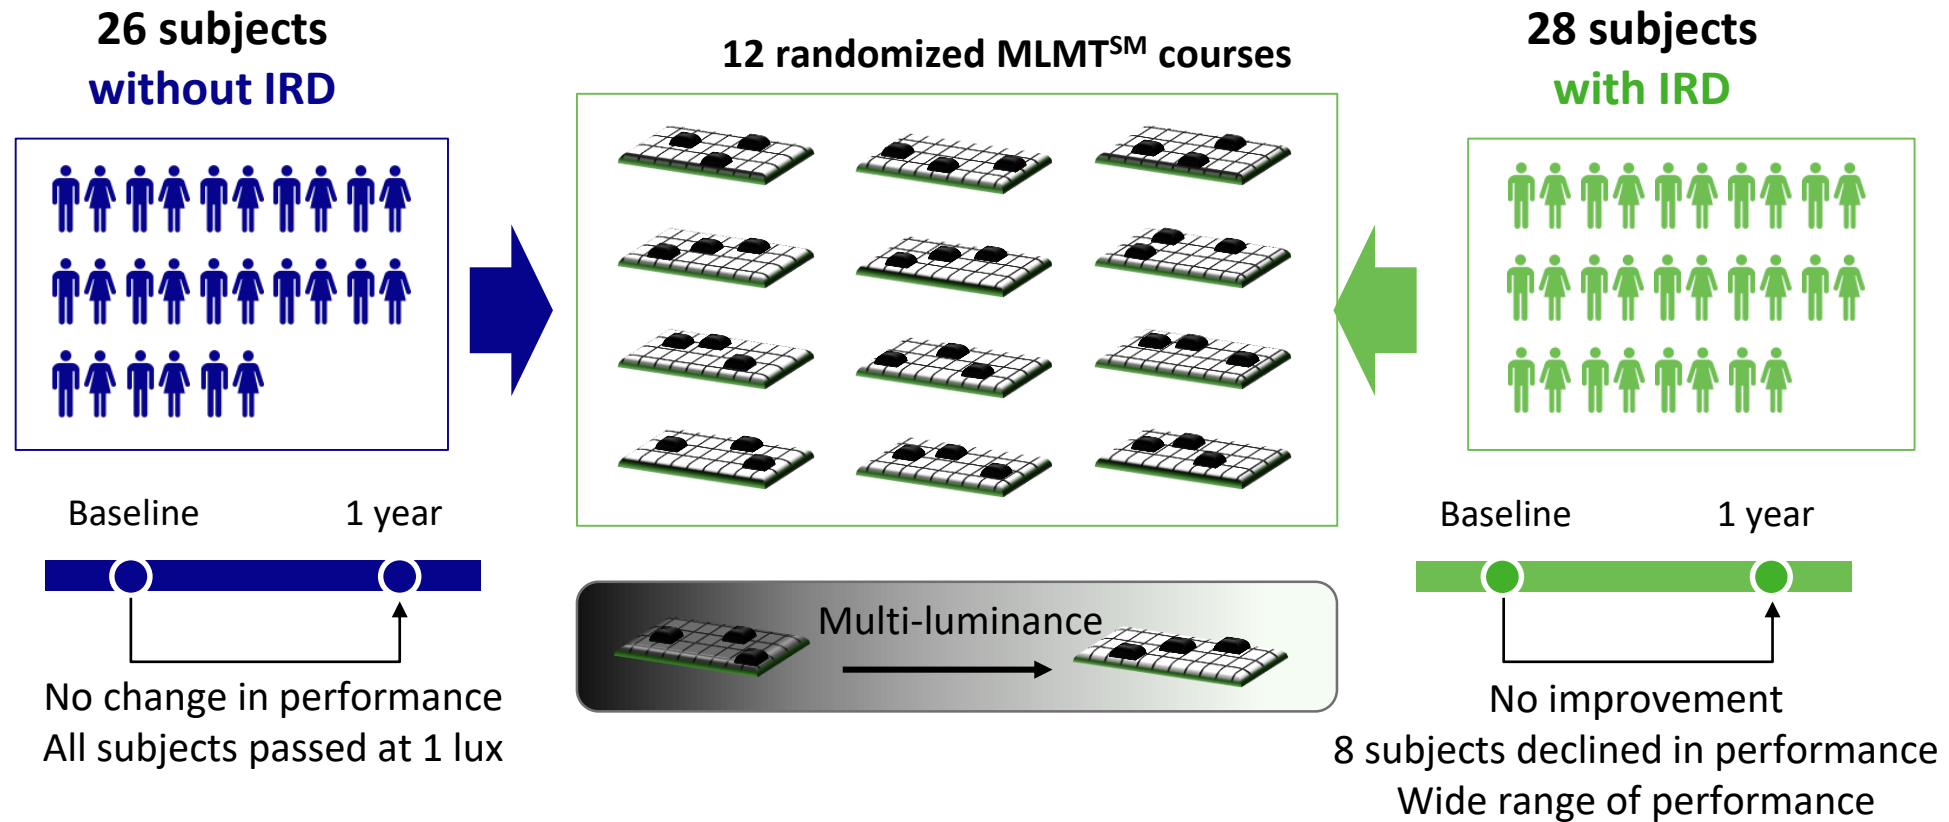 26 subjects
without IRD
12 randomized MLMTSM courses
28 subjects
with IRD
Baseline 1 year
No change in performance
All subjects passed at 1 lux
Multi-luminance
Baseline 1 year
No improvement
8 subjects declined in performance
Wide range of performance